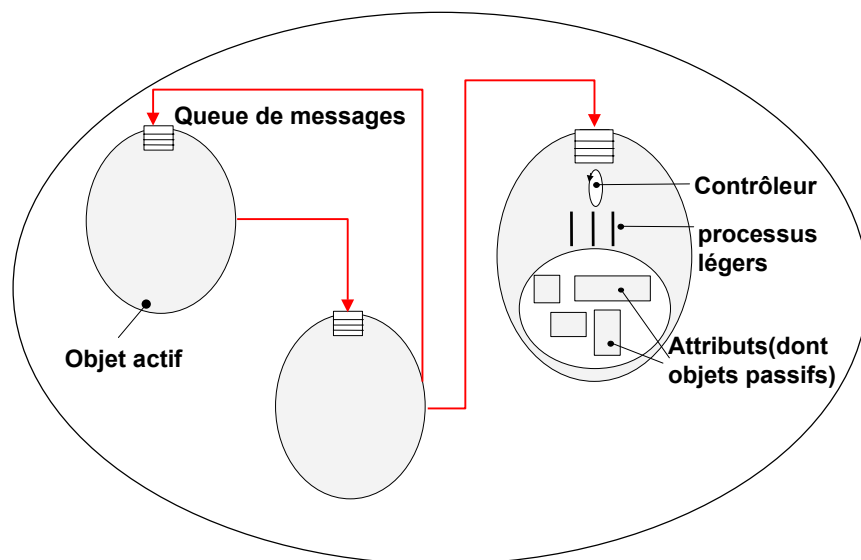 Queue de messages
Contrôleur
processus
légers
Objet actif
Attributs(dont
objets passifs)